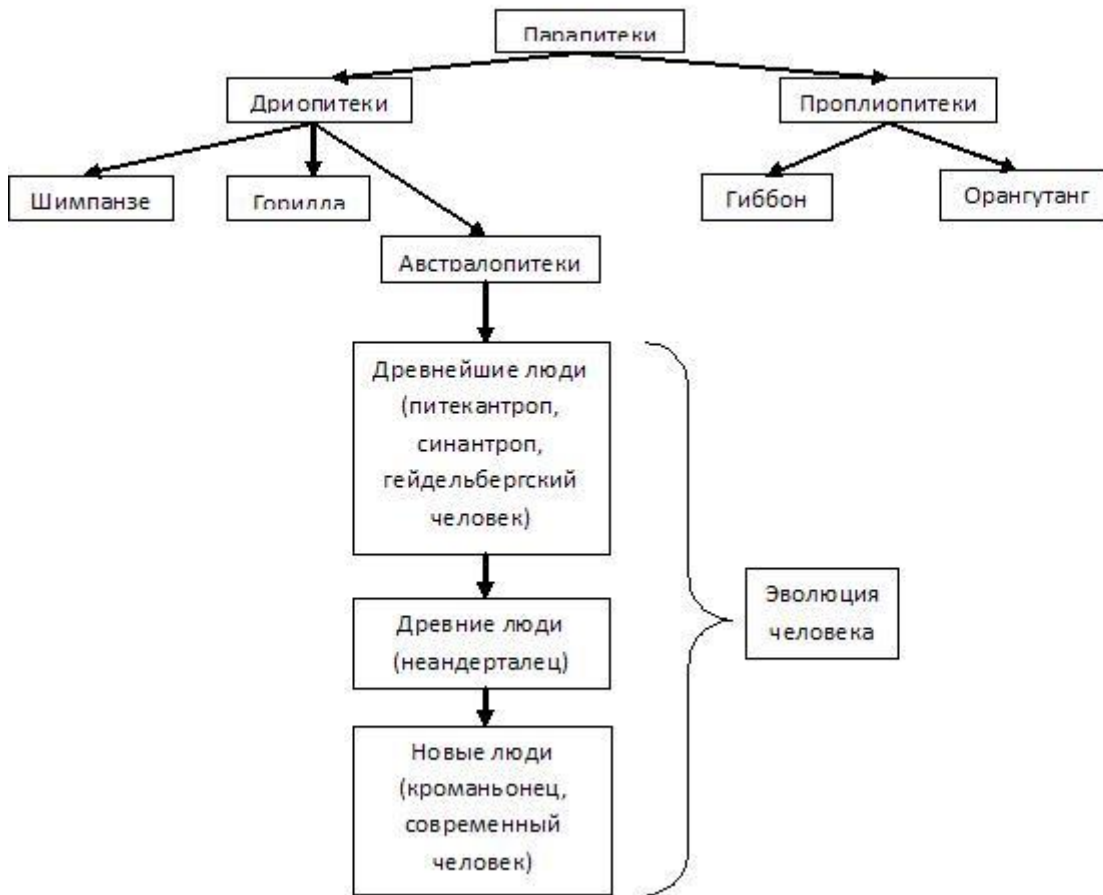 Парапитеки
Дриопитеки
Проплиопитеки
Шимпанзе
Горилла
Гиббон
Орангутанг
Австралопитеки
Древнейшие люди
(питекантроп,
синантроп,
гейдельбергский
человек)
Древние люди
(неандерталец)
Новые люди
(кроманьонец,
современный
человек)
Эволюция
человека